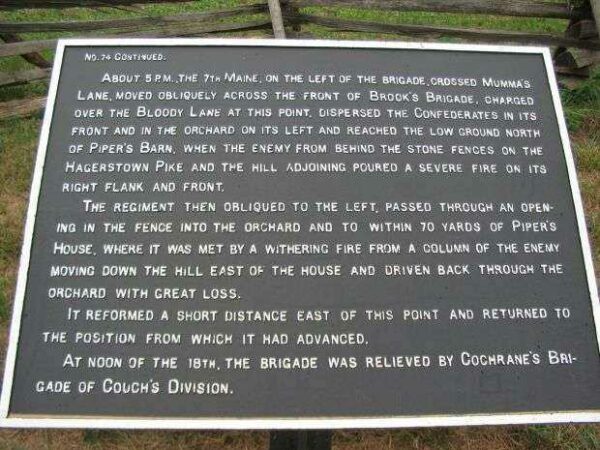 No. 74 Continued.
About 5 P.M., the 7th Maine, on the left of the brigade, crossed Mumma's
Lane, moved obliquely across the front of Brook's Brigade, charged
over the Bloody Lane at this point, dispersed the Confederates in its
front and in the orchard on its left and reached the low ground north
of Piper's Barn, when the enemy from behind the stone fences on the
Hagerstown Pike and the hill adjoining poured a severe fire on its
right flank and front.
The regiment then obliqued to the left, passed through an open-
ing in the fence into the orchard and to within 70 yards of Piper's
House, where it was met by a withering fire from a column of the enemy
moving down the hill east of the house and driven back through the
orchard with great loss.
It reformed a short distance east of this point and returned to
the position from which it had advanced.
At noon of the 18th, the brigade was relieved by Cochrane's Bri-
gade of Couch's Division.